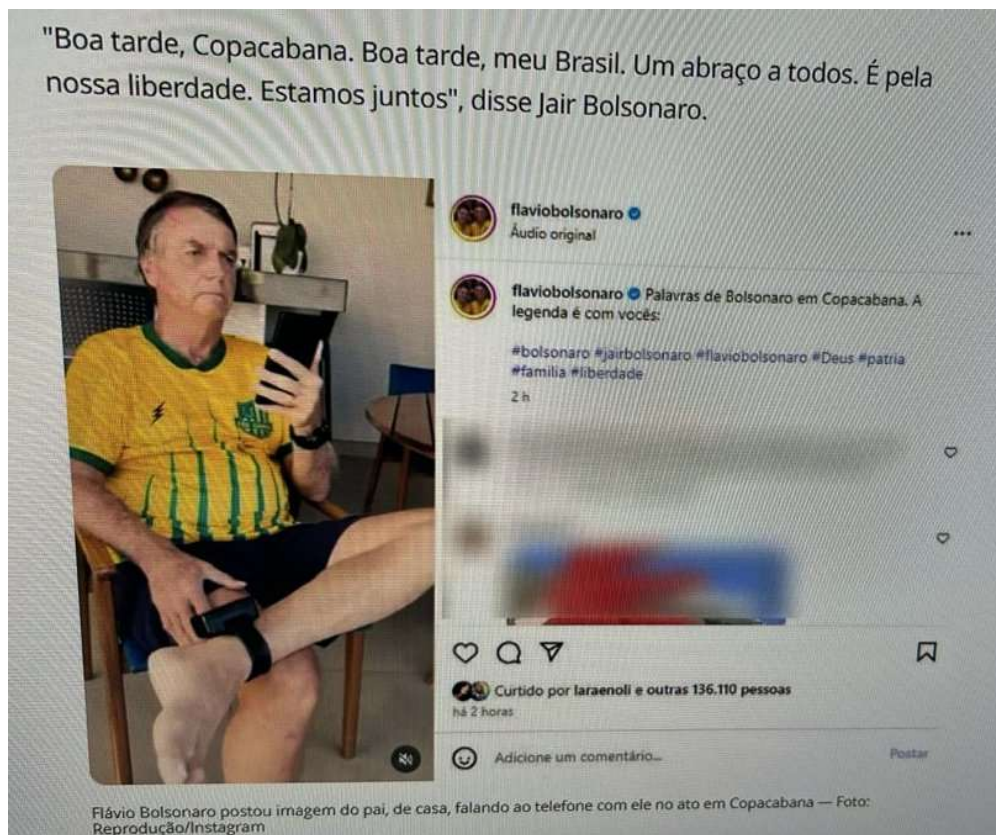 "Boa tarde, Copacabana. Boa tarde, meu Brasil. Um abraço a todos. É pela
nossa liberdade. Estamos juntos", disse Jair Bolsonaro.
flaviobolsonaro
Áudio original
flaviobolsonaro Palavras de Bolsonaro em Copacabana. A
legenda é com vocês:
#bolsonaro #jairbolsonaro #flaviobolsonaro #Deus #patria
#familia #liberdade
2 h
Curtido por laraenoli e outras 136.110 pessoas
há 2 horas
Adicione um comentário...
Postar
Flávio Bolsonaro postou imagem do pai, de casa, falando ao telefone com ele no ato em Copacabana — Foto:
Reprodução/Instagram